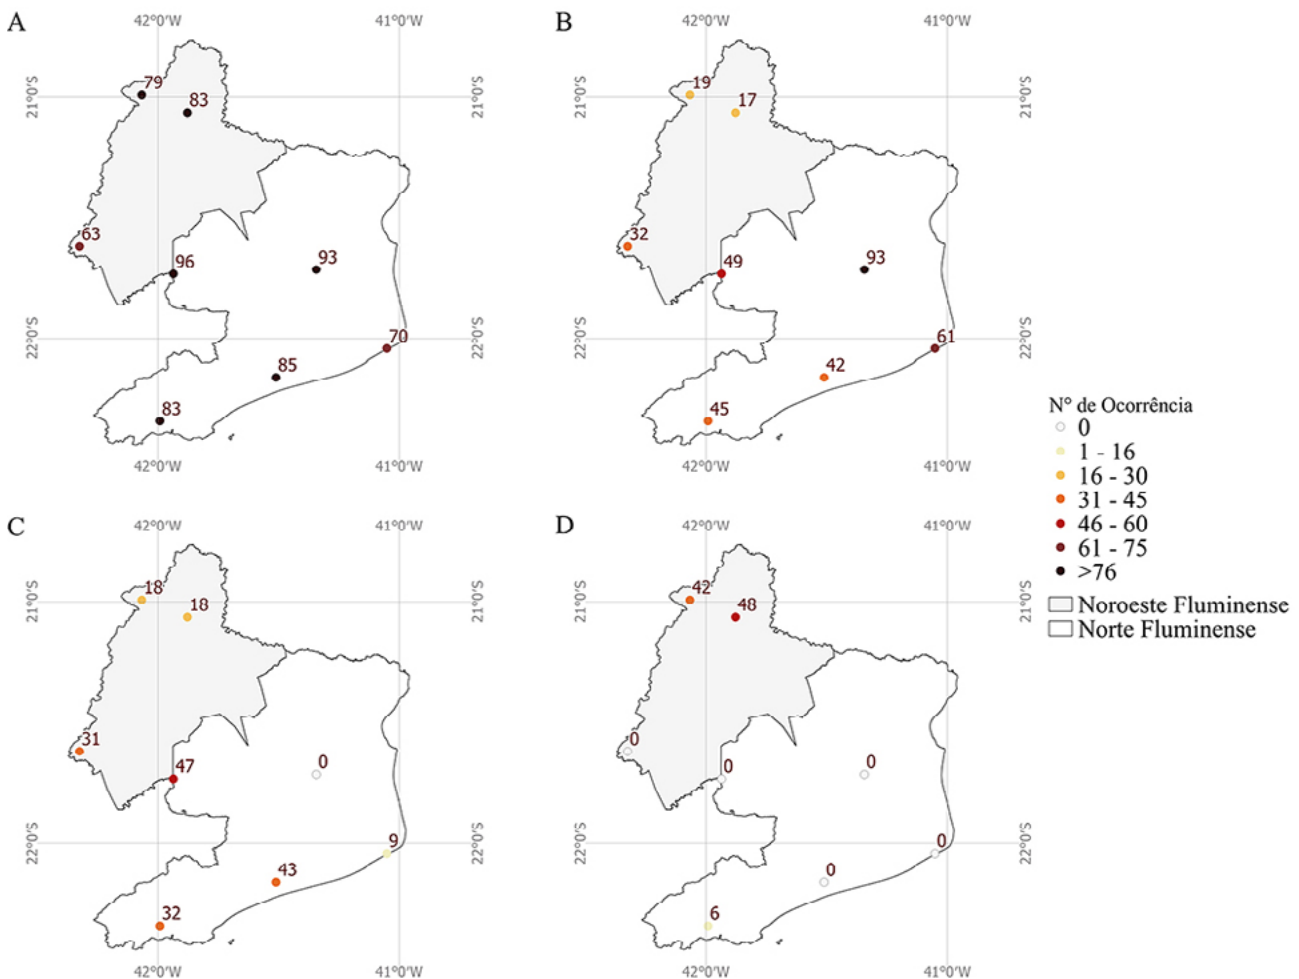 A
42°0'W
41°0'W
21°0'S
21°0'S
79
83
63
96
93
70
85
83
22°0'S
22°0'S
42°0'W
41°0'W
B
42°0'W
41°0'W
21°0'S
21°0'S
19
17
32
49
93
61
42
45
22°0'S
22°0'S
42°0'W
41°0'W
C
42°0'W
41°0'W
21°0'S
21°0'S
18
18
31
47
0
9
43
32
22°0'S
22°0'S
42°0'W
41°0'W
D
42°0'W
41°0'W
21°0'S
21°0'S
42
48
0
0
0
0
0
6
22°0'S
22°0'S
42°0'W
41°0'W
N° de Ocorrência
0
1 - 16
16 - 30
31 - 45
46 - 60
61 - 75
>76
Noroeste Fluminense
Norte Fluminense